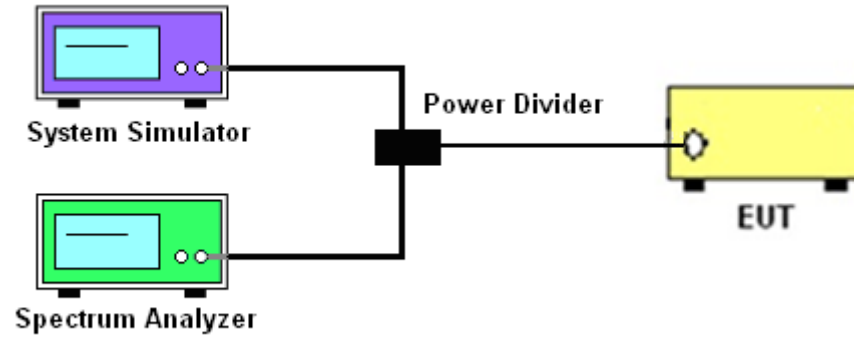 System Simulator
Power Divider
EUT
Spectrum Analyzer